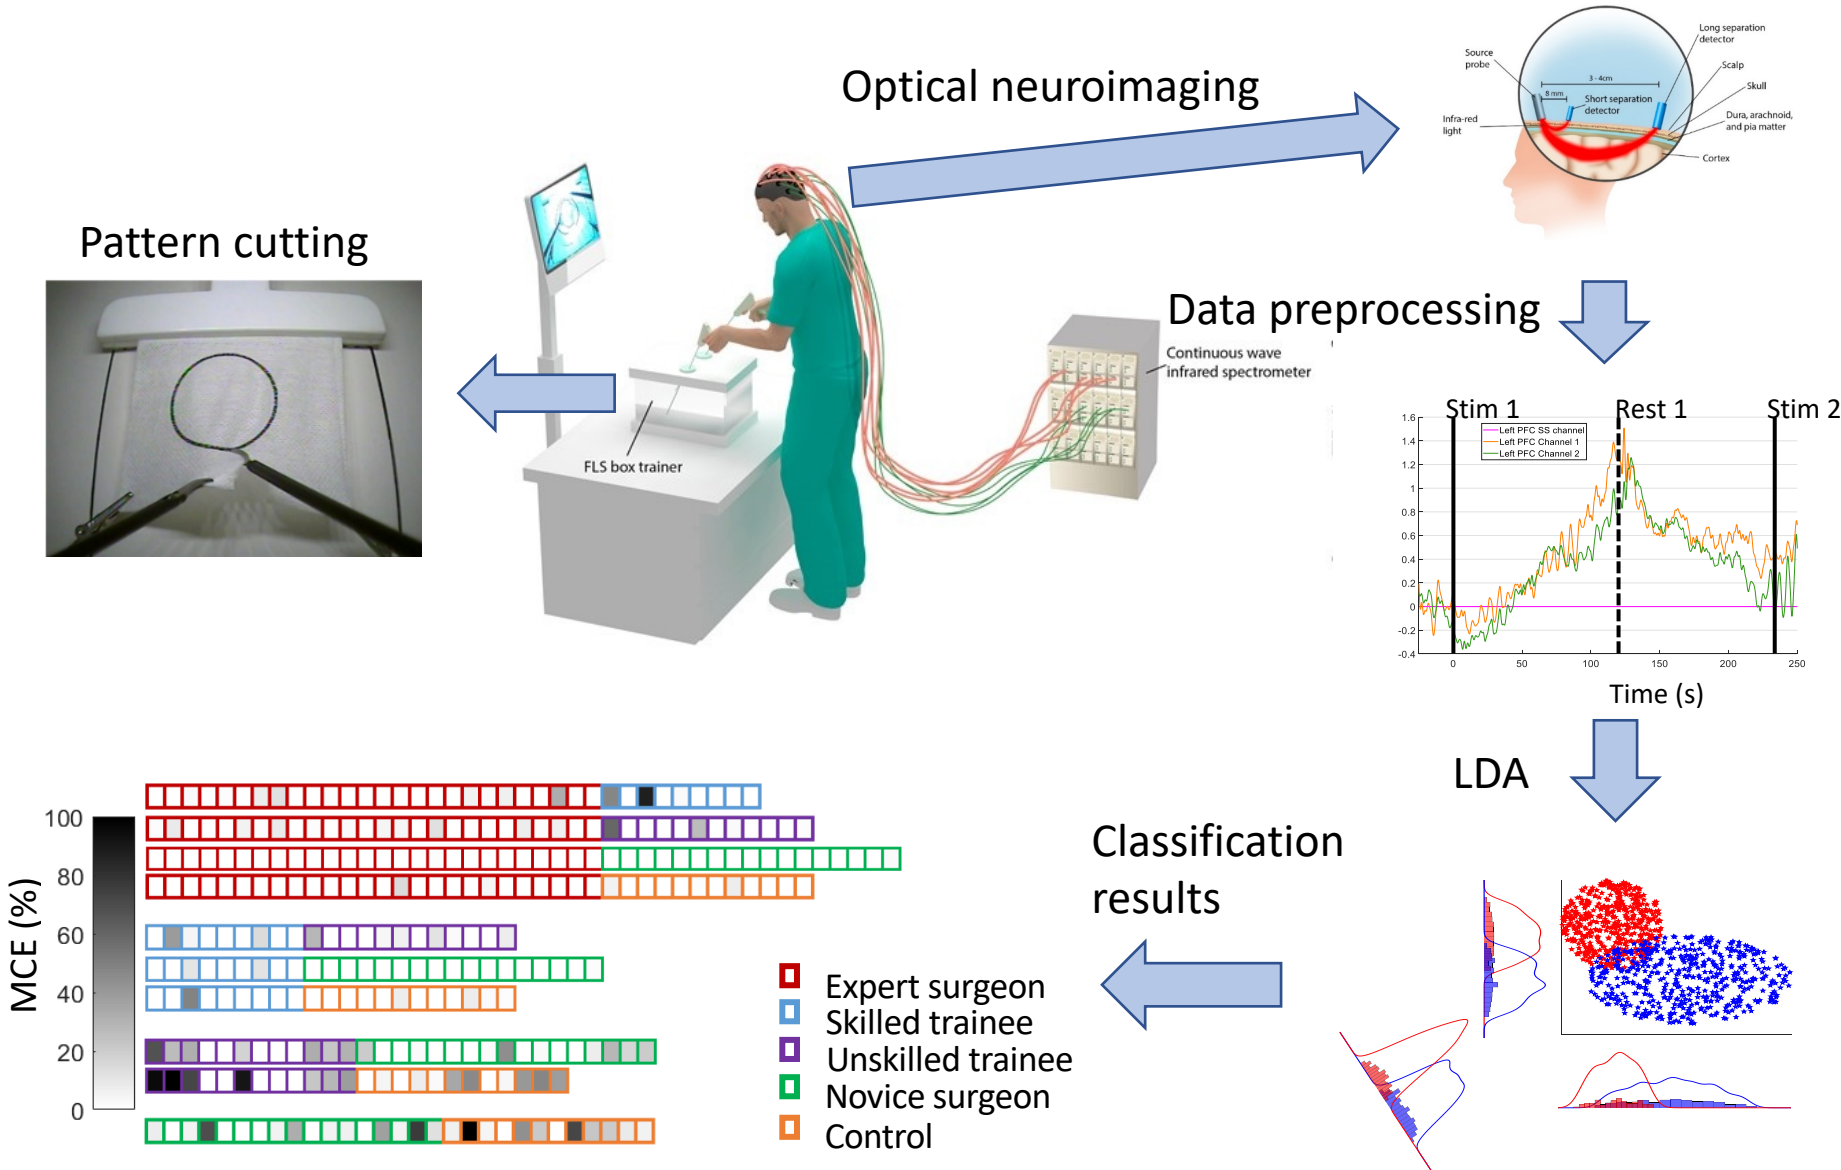 Optical neuroimaging
Long separation
detector
Source
probe
Scalp
3 - 4cm
Skull
8 mm
Short separation
detector
Infra-red
light
Dura, arachnoid,
and pia matter
Cortex
Pattern cutting
Data preprocessing
Continuous wave
infrared spectrometer
FLS box trainer
Stim 1
Rest 1
Stim 2
Left PFC SS channel
Left PFC Channel 1
Left PFC Channel 2
1.6
1.4
1.2
1
0.8
0.6
0.4
0.2
0
-0.2
-0.4
0
50
100
150
200
250
Time (s)
LDA
Classification
results
MCE (%)
100
80
60
40
20
0
Expert surgeon
Skilled trainee
Unskilled trainee
Novice surgeon
Control